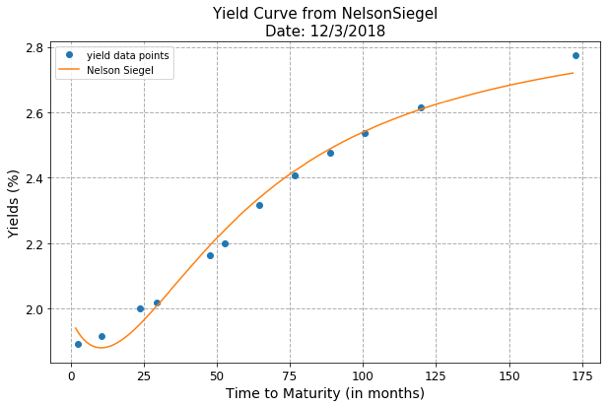 Yield Curve from NelsonSiegel
Date: 12/3/2018
yield data points
Nelson Siegel
Yields (%)
2.8
2.6
2.4
2.2
2.0
0 25 50 75 100 125 150 175
Time to Maturity (in months)